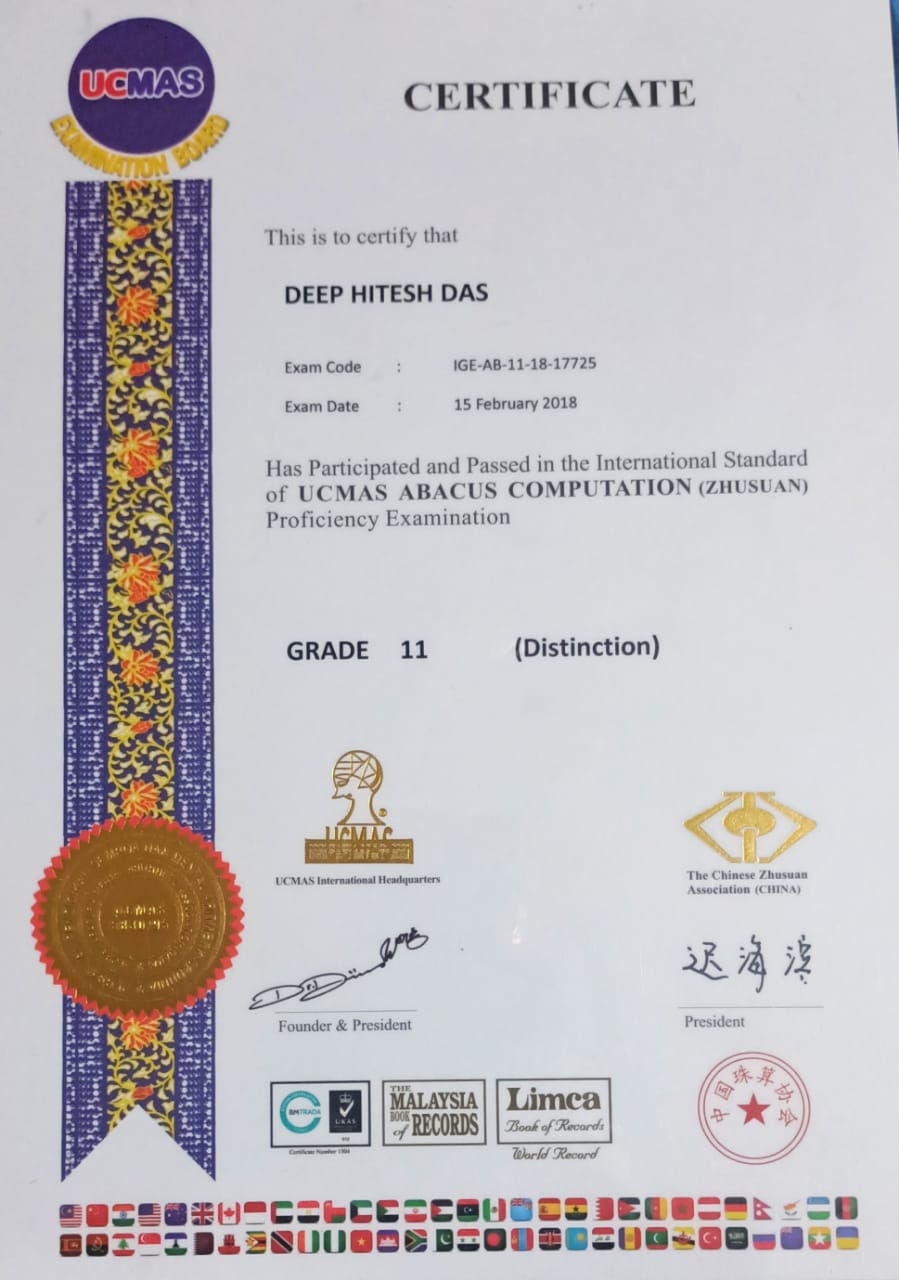 UCMAS
EXAMINATION BOARD
CERTIFICATE
This is to certify that
DEEP HITESH DAS
Exam Code : IGE-AB-11-18-17725
Exam Date : 15 February 2018
Has Participated and Passed in the International Standard
of UCMAS ABACUS COMPUTATION (ZHUSUAN)
Proficiency Examination
GRADE 11 (Distinction)
UCMAS
UCMAS International Headquarters
The Chinese Zhusuan
Association (CHINA)
迟海滨
Founder & President
President
BMTRADA
UKAS
Certificate Number 1504
THE
MALAYSIA
BOOK
of RECORDS
Limca
Book of Records
World Record
中国珠算协会